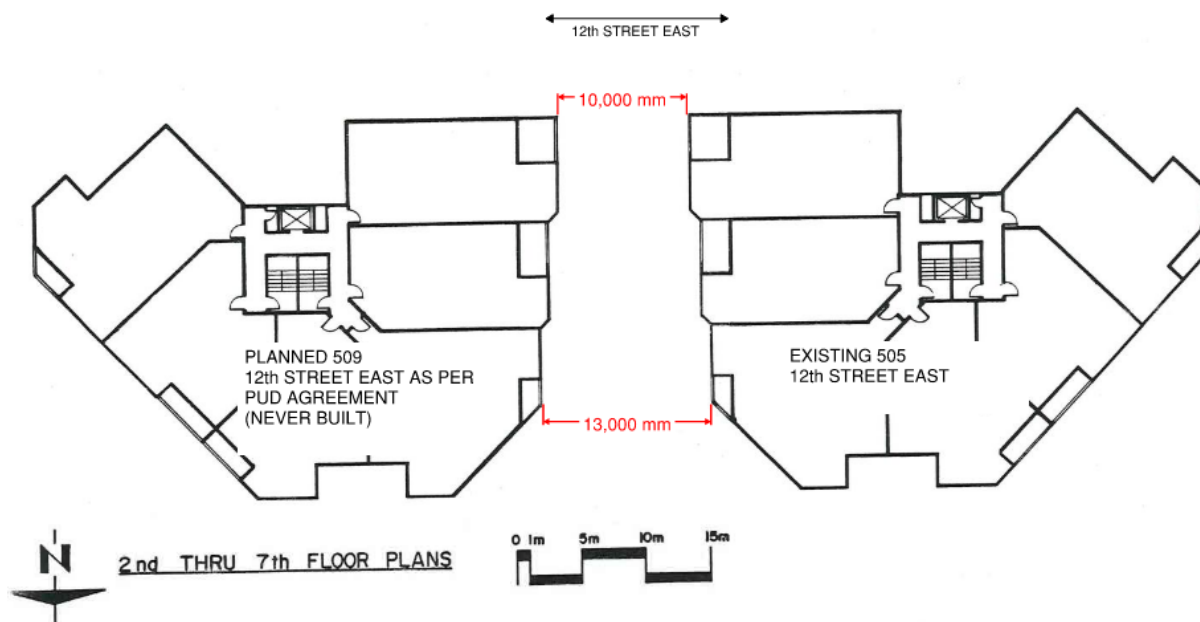 12th STREET EAST
10,000 mm
PLANNED 509
12th STREET EAST AS PER
PUD AGREEMENT
(NEVER BUILT)
EXISTING 505
12th STREET EAST
13,000 mm
N
2nd THRU 7th FLOOR PLANS
0 1m 5m 10m 15m